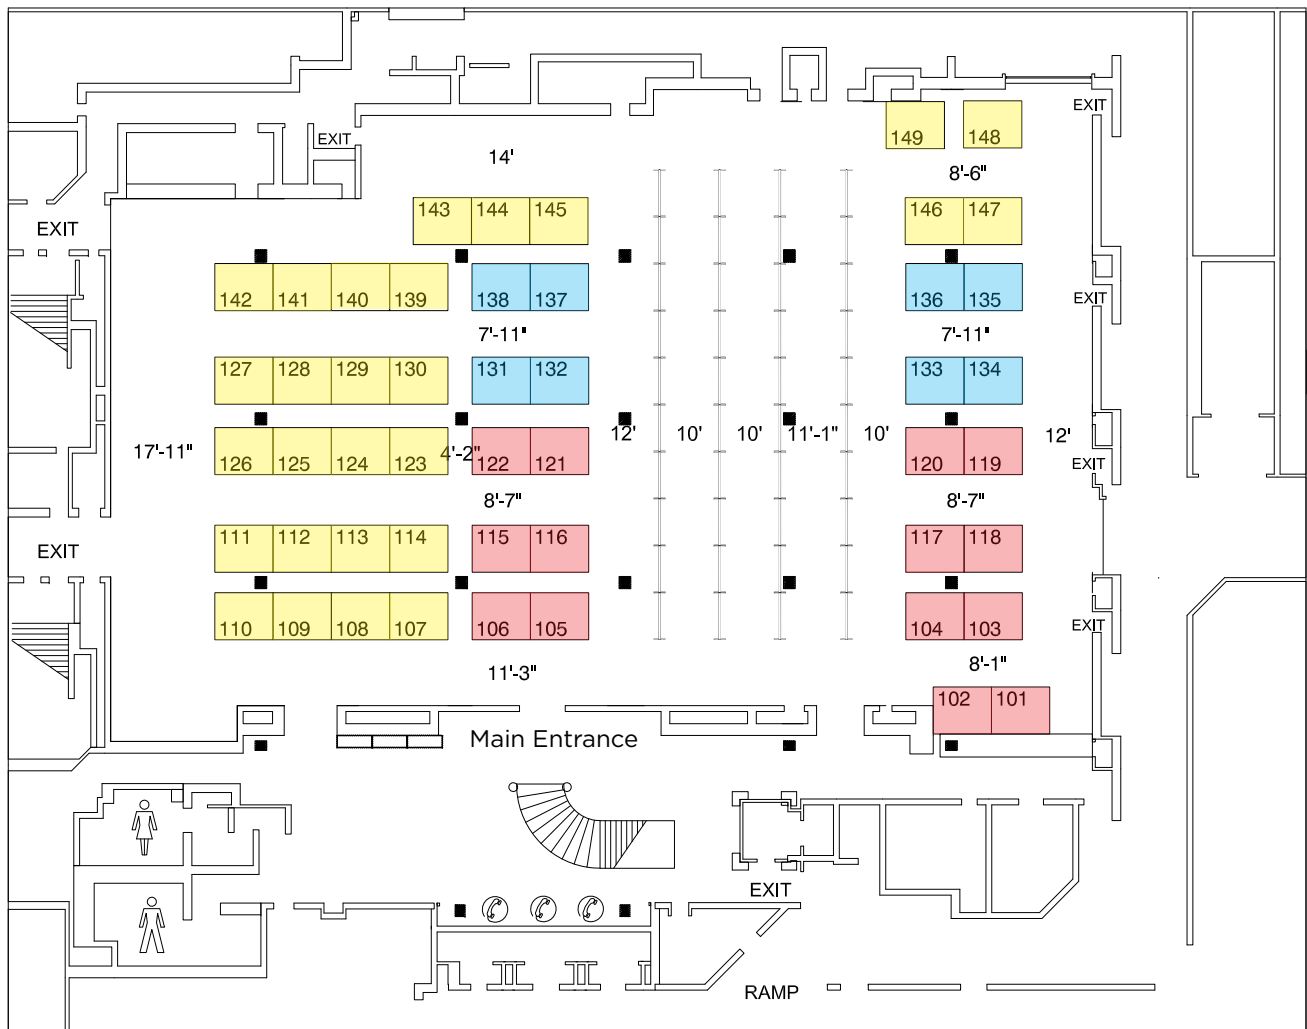 EXIT
149 148
EXIT
14'
8'-6"
143 144 145
146 147
EXIT
142 141 140 139
138 137
136 135
EXIT
7'-11"
7'-11"
127 128 129 130
131 132
133 134
17'-11"
4'-2"
12'
10'
10'
11'-1"
10'
12'
126 125 124 123
122 121
120 119
EXIT
8'-7"
8'-7"
111 112 113 114
115 116
117 118
EXIT
110 109 108 107
106 105
104 103
EXIT
11'-3"
8'-1"
102 101
Main Entrance
EXIT
RAMP